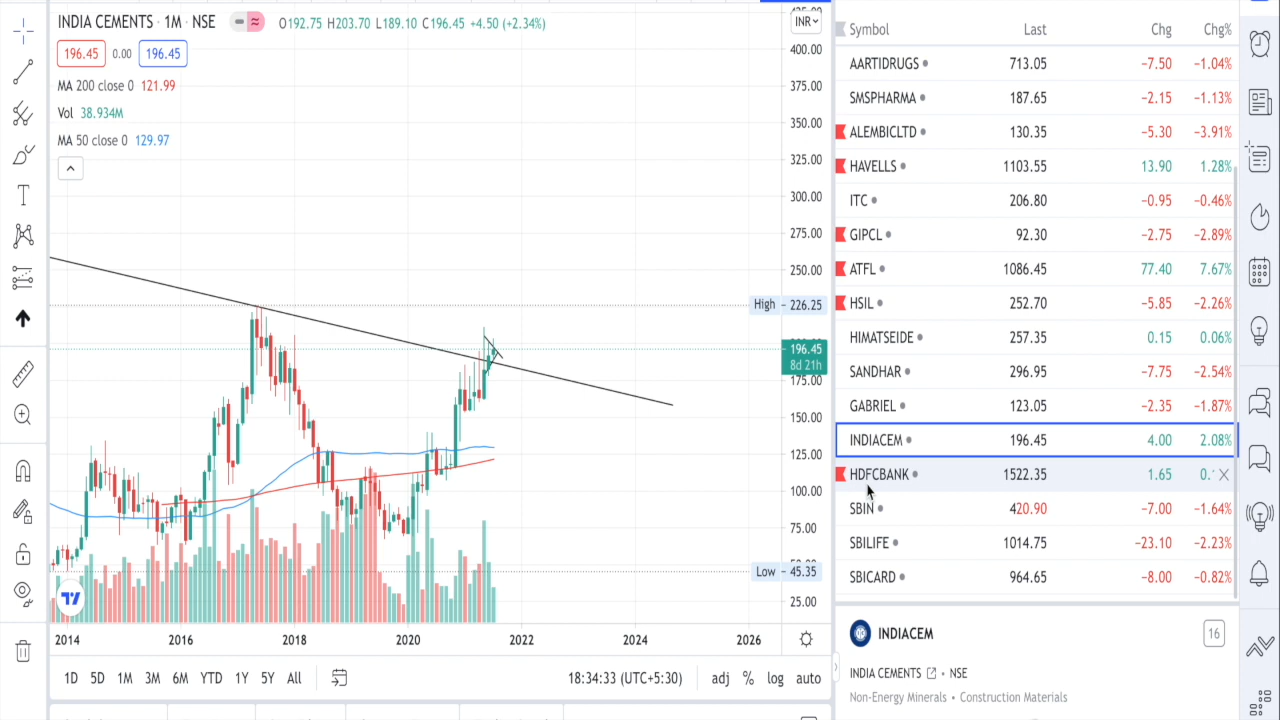 INDIA CEMENTS · 1M · NSE
O192.75 H203.70 L189.10 C196.45 +4.50 (+2.34%)
INR
196.45 0.00 196.45
MA 200 close 0 121.99
Vol 38.934M
MA 50 close 0 129.97
400.00
375.00
350.00
325.00
300.00
275.00
250.00
High 226.25
196.45
8d 21h
175.00
150.00
125.00
100.00
75.00
Low 45.35
25.00
2014 2016 2018 2020 2022 2024 2026
1D 5D 1M 3M 6M YTD 1Y 5Y All
18:34:33 (UTC+5:30) adj % log auto
Symbol Last Chg Chg%
AARTIDRUGS 713.05 −7.50 −1.04%
SMSPHARMA 187.65 −2.15 −1.13%
ALEMBICLTD 130.35 −5.30 −3.91%
HAVELLS 1103.55 13.90 1.28%
ITC 206.80 −0.95 −0.46%
GIPCL 92.30 −2.75 −2.89%
ATFL 1086.45 77.40 7.67%
HSIL 252.70 −5.85 −2.26%
HIMATSEIDE 257.35 0.15 0.06%
SANDHAR 296.95 −7.75 −2.54%
GABRIEL 123.05 −2.35 −1.87%
INDIACEM 196.45 4.00 2.08%
HDFCBANK 1522.35 1.65
SBIN 420.90 −7.00 −1.64%
SBILIFE 1014.75 −23.10 −2.23%
SBICARD 964.65 −8.00 −0.82%
INDIACEM 16
INDIA CEMENTS • NSE
Non-Energy Minerals • Construction Materials